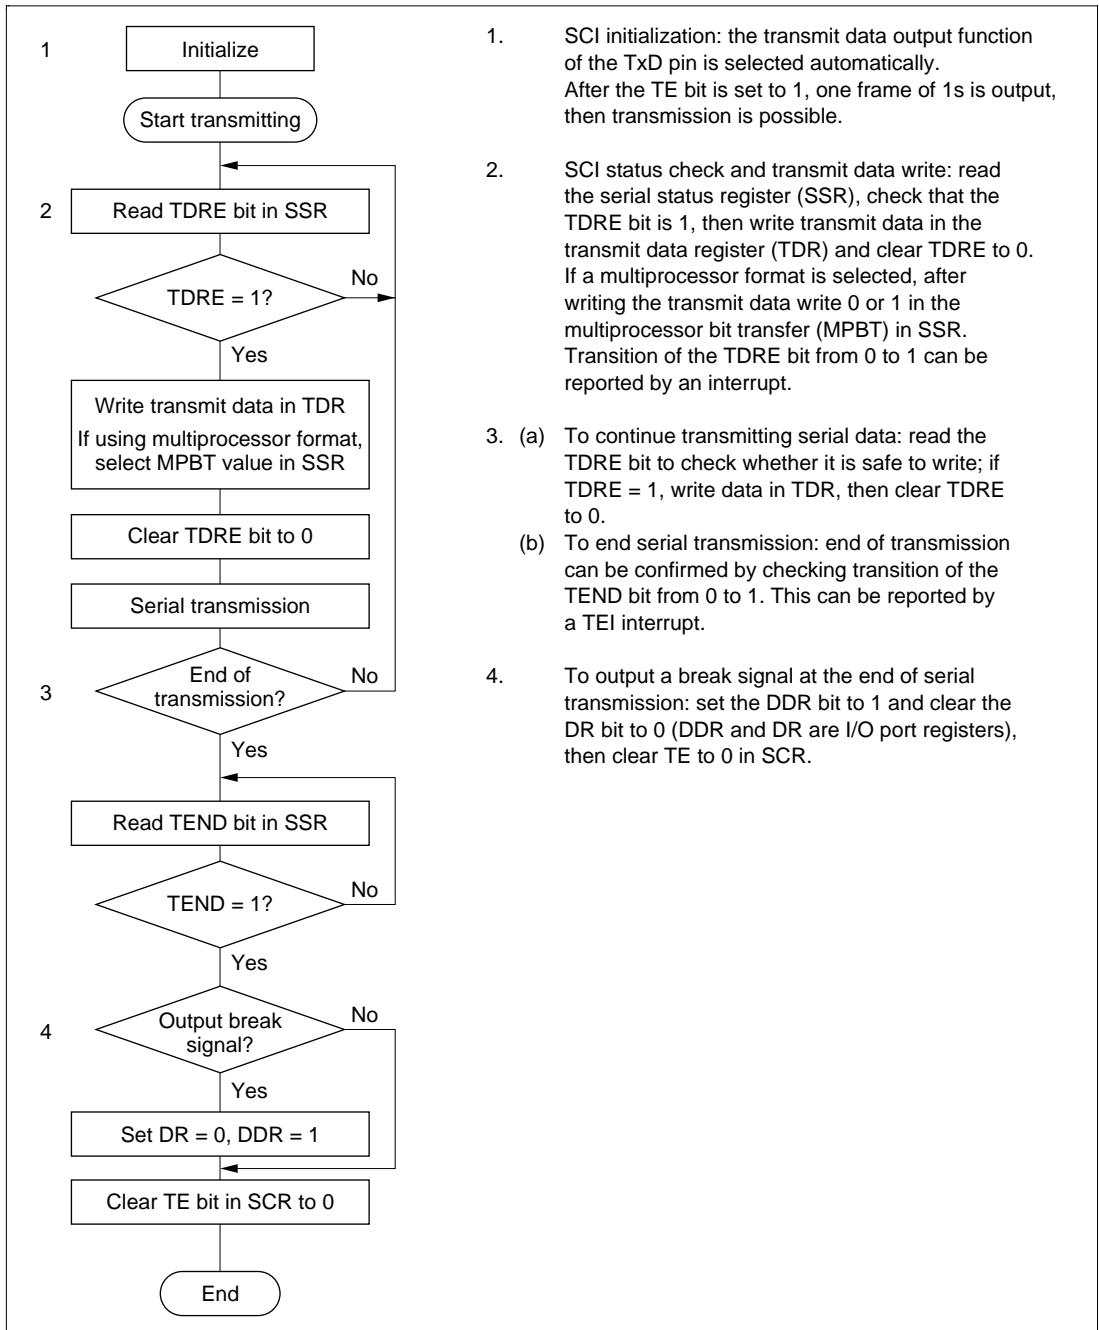 1
Initialize
Start transmitting
2
Read TDRE bit in SSR
TDRE = 1?
No
Yes
Write transmit data in TDR
If using multiprocessor format,
select MPBT value in SSR
Clear TDRE bit to 0
Serial transmission
3
End of
transmission?
No
Yes
Read TEND bit in SSR
TEND = 1?
No
Yes
4
Output break
signal?
No
Yes
Set DR = 0, DDR = 1
Clear TE bit in SCR to 0
End
1. SCI initialization: the transmit data output function
of the TxD pin is selected automatically.
After the TE bit is set to 1, one frame of 1s is output,
then transmission is possible.
2. SCI status check and transmit data write: read
the serial status register (SSR), check that the
TDRE bit is 1, then write transmit data in the
transmit data register (TDR) and clear TDRE to 0.
If a multiprocessor format is selected, after
writing the transmit data write 0 or 1 in the
multiprocessor bit transfer (MPBT) in SSR.
Transition of the TDRE bit from 0 to 1 can be
reported by an interrupt.
3. (a) To continue transmitting serial data: read the
TDRE bit to check whether it is safe to write; if
TDRE = 1, write data in TDR, then clear TDRE
to 0.
(b) To end serial transmission: end of transmission
can be confirmed by checking transition of the
TEND bit from 0 to 1. This can be reported by
a TEI interrupt.
4. To output a break signal at the end of serial
transmission: set the DDR bit to 1 and clear the
DR bit to 0 (DDR and DR are I/O port registers),
then clear TE to 0 in SCR.